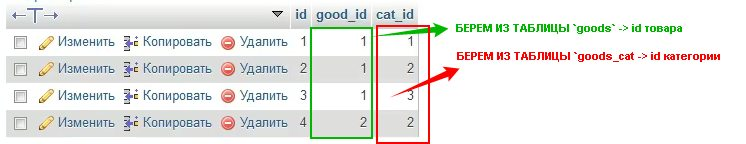 ←T→ id good_id cat_id
Изменить Копировать Удалить 1 1 1
Изменить Копировать Удалить 2 1 2
Изменить Копировать Удалить 3 1 3
Изменить Копировать Удалить 4 2 2
БЕРЕМ ИЗ ТАБЛИЦЫ `goods` -> id товара
БЕРЕМ ИЗ ТАБЛИЦЫ `goods_cat -> id категории